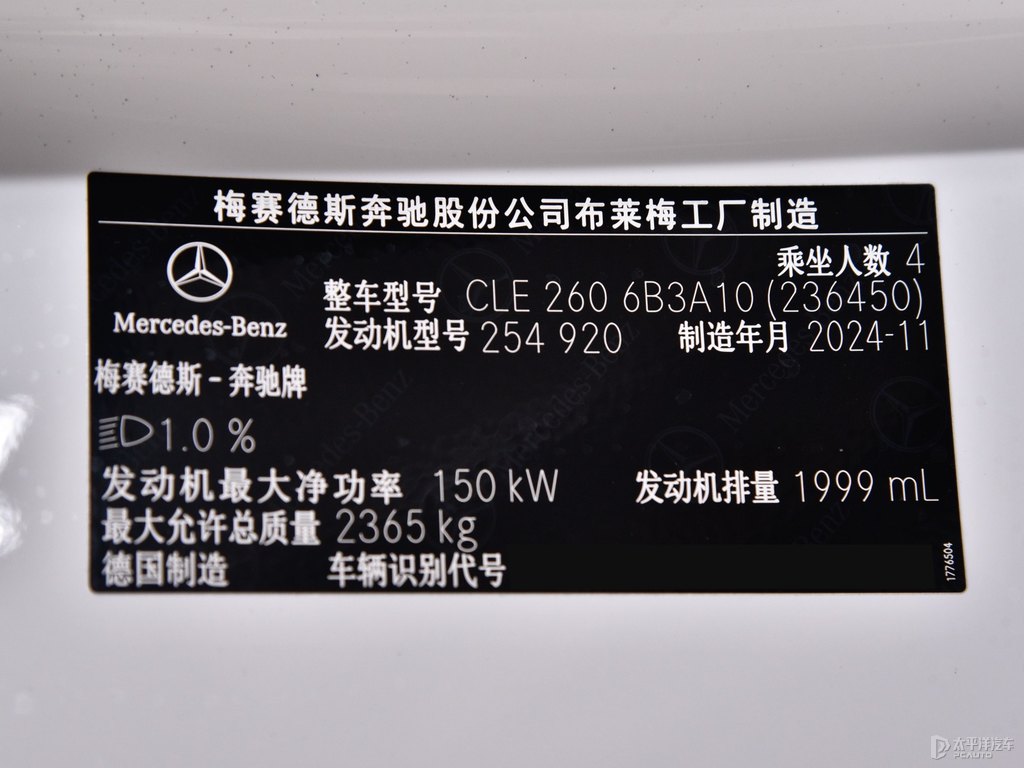 梅赛德斯奔驰股份公司布莱梅工厂制造
乘坐人数 4
Mercedes-Benz
整车型号 CLE 260 6B3A10 (236450)
发动机型号 254 920 制造年月 2024-11
梅赛德斯-奔驰牌
1.0 %
发动机最大净功率 150 kW 发动机排量 1999 mL
最大允许总质量 2365 kg
德国制造 车辆识别代号
1776504
太平洋汽车
PCAUTO